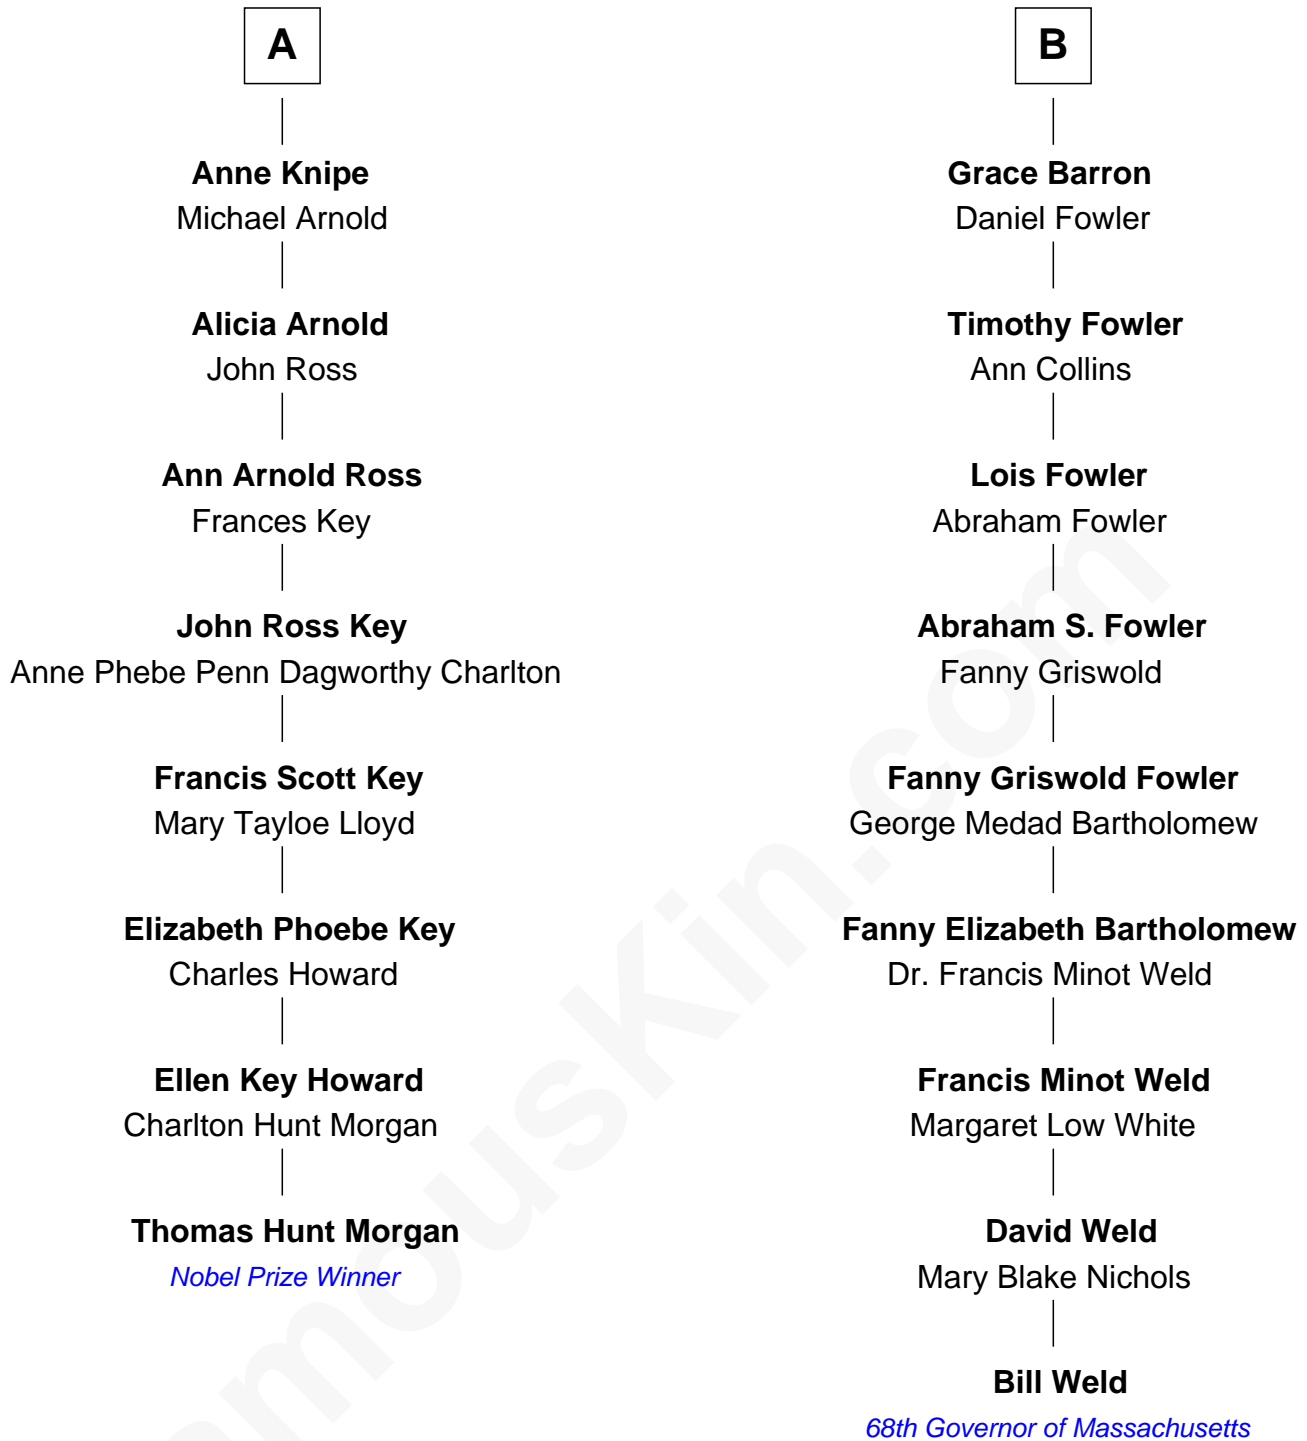 A
Anne Knipe
Michael Arnold
Alicia Arnold
John Ross
Ann Arnold Ross
Frances Key
John Ross Key
Anne Phebe Penn Dagworthy Charlton
Francis Scott Key
Mary Tayloe Lloyd
Elizabeth Phoebe Key
Charles Howard
Ellen Key Howard
Charlton Hunt Morgan
Thomas Hunt Morgan
Nobel Prize Winner
B
Grace Barron
Daniel Fowler
Timothy Fowler
Ann Collins
Lois Fowler
Abraham Fowler
Abraham S. Fowler
Fanny Griswold
Fanny Griswold Fowler
George Medad Bartholomew
Fanny Elizabeth Bartholomew
Dr. Francis Minot Weld
Francis Minot Weld
Margaret Low White
David Weld
Mary Blake Nichols
Bill Weld
68th Governor of Massachusetts
amousKin.com